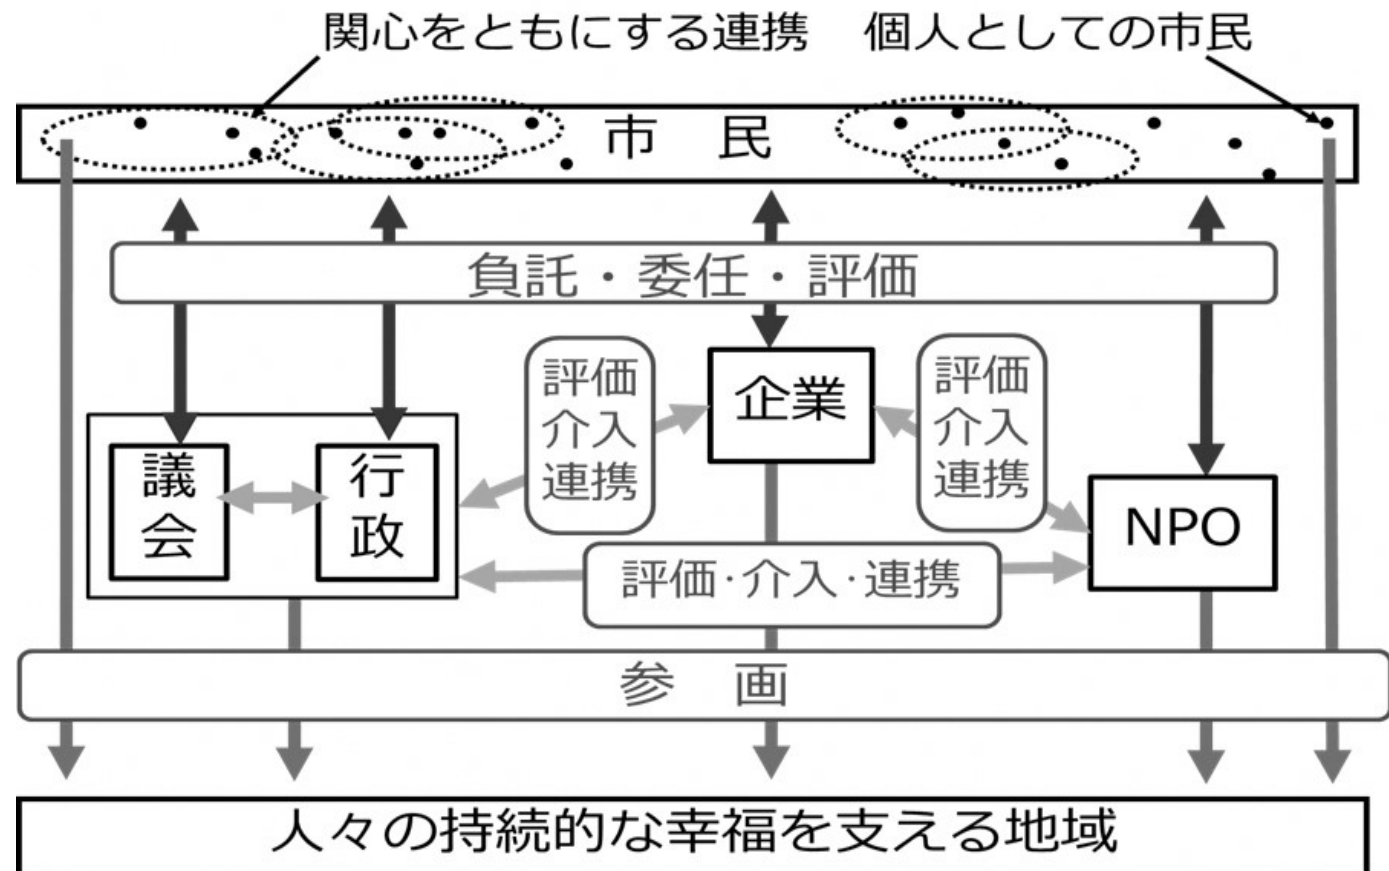 関心をともにする連携　個人としての市民
市　民
負託・委任・評価
評価
介入
連携
企業
評価
介入
連携
議
会
行
政
NPO
評価・介入・連携
参　画
人々の持続的な幸福を支える地域